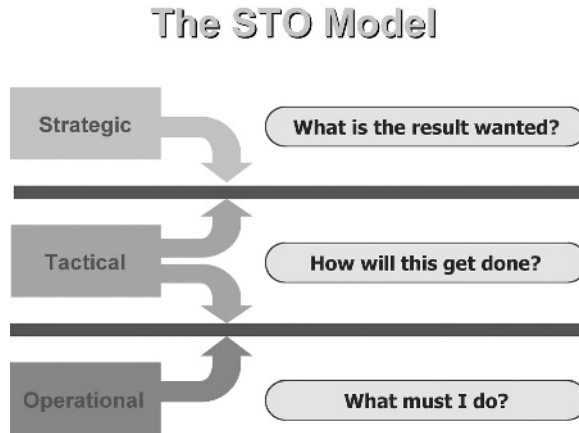 The STO Model
Strategic
What is the result wanted?
Tactical
How will this get done?
Operational
What must I do?